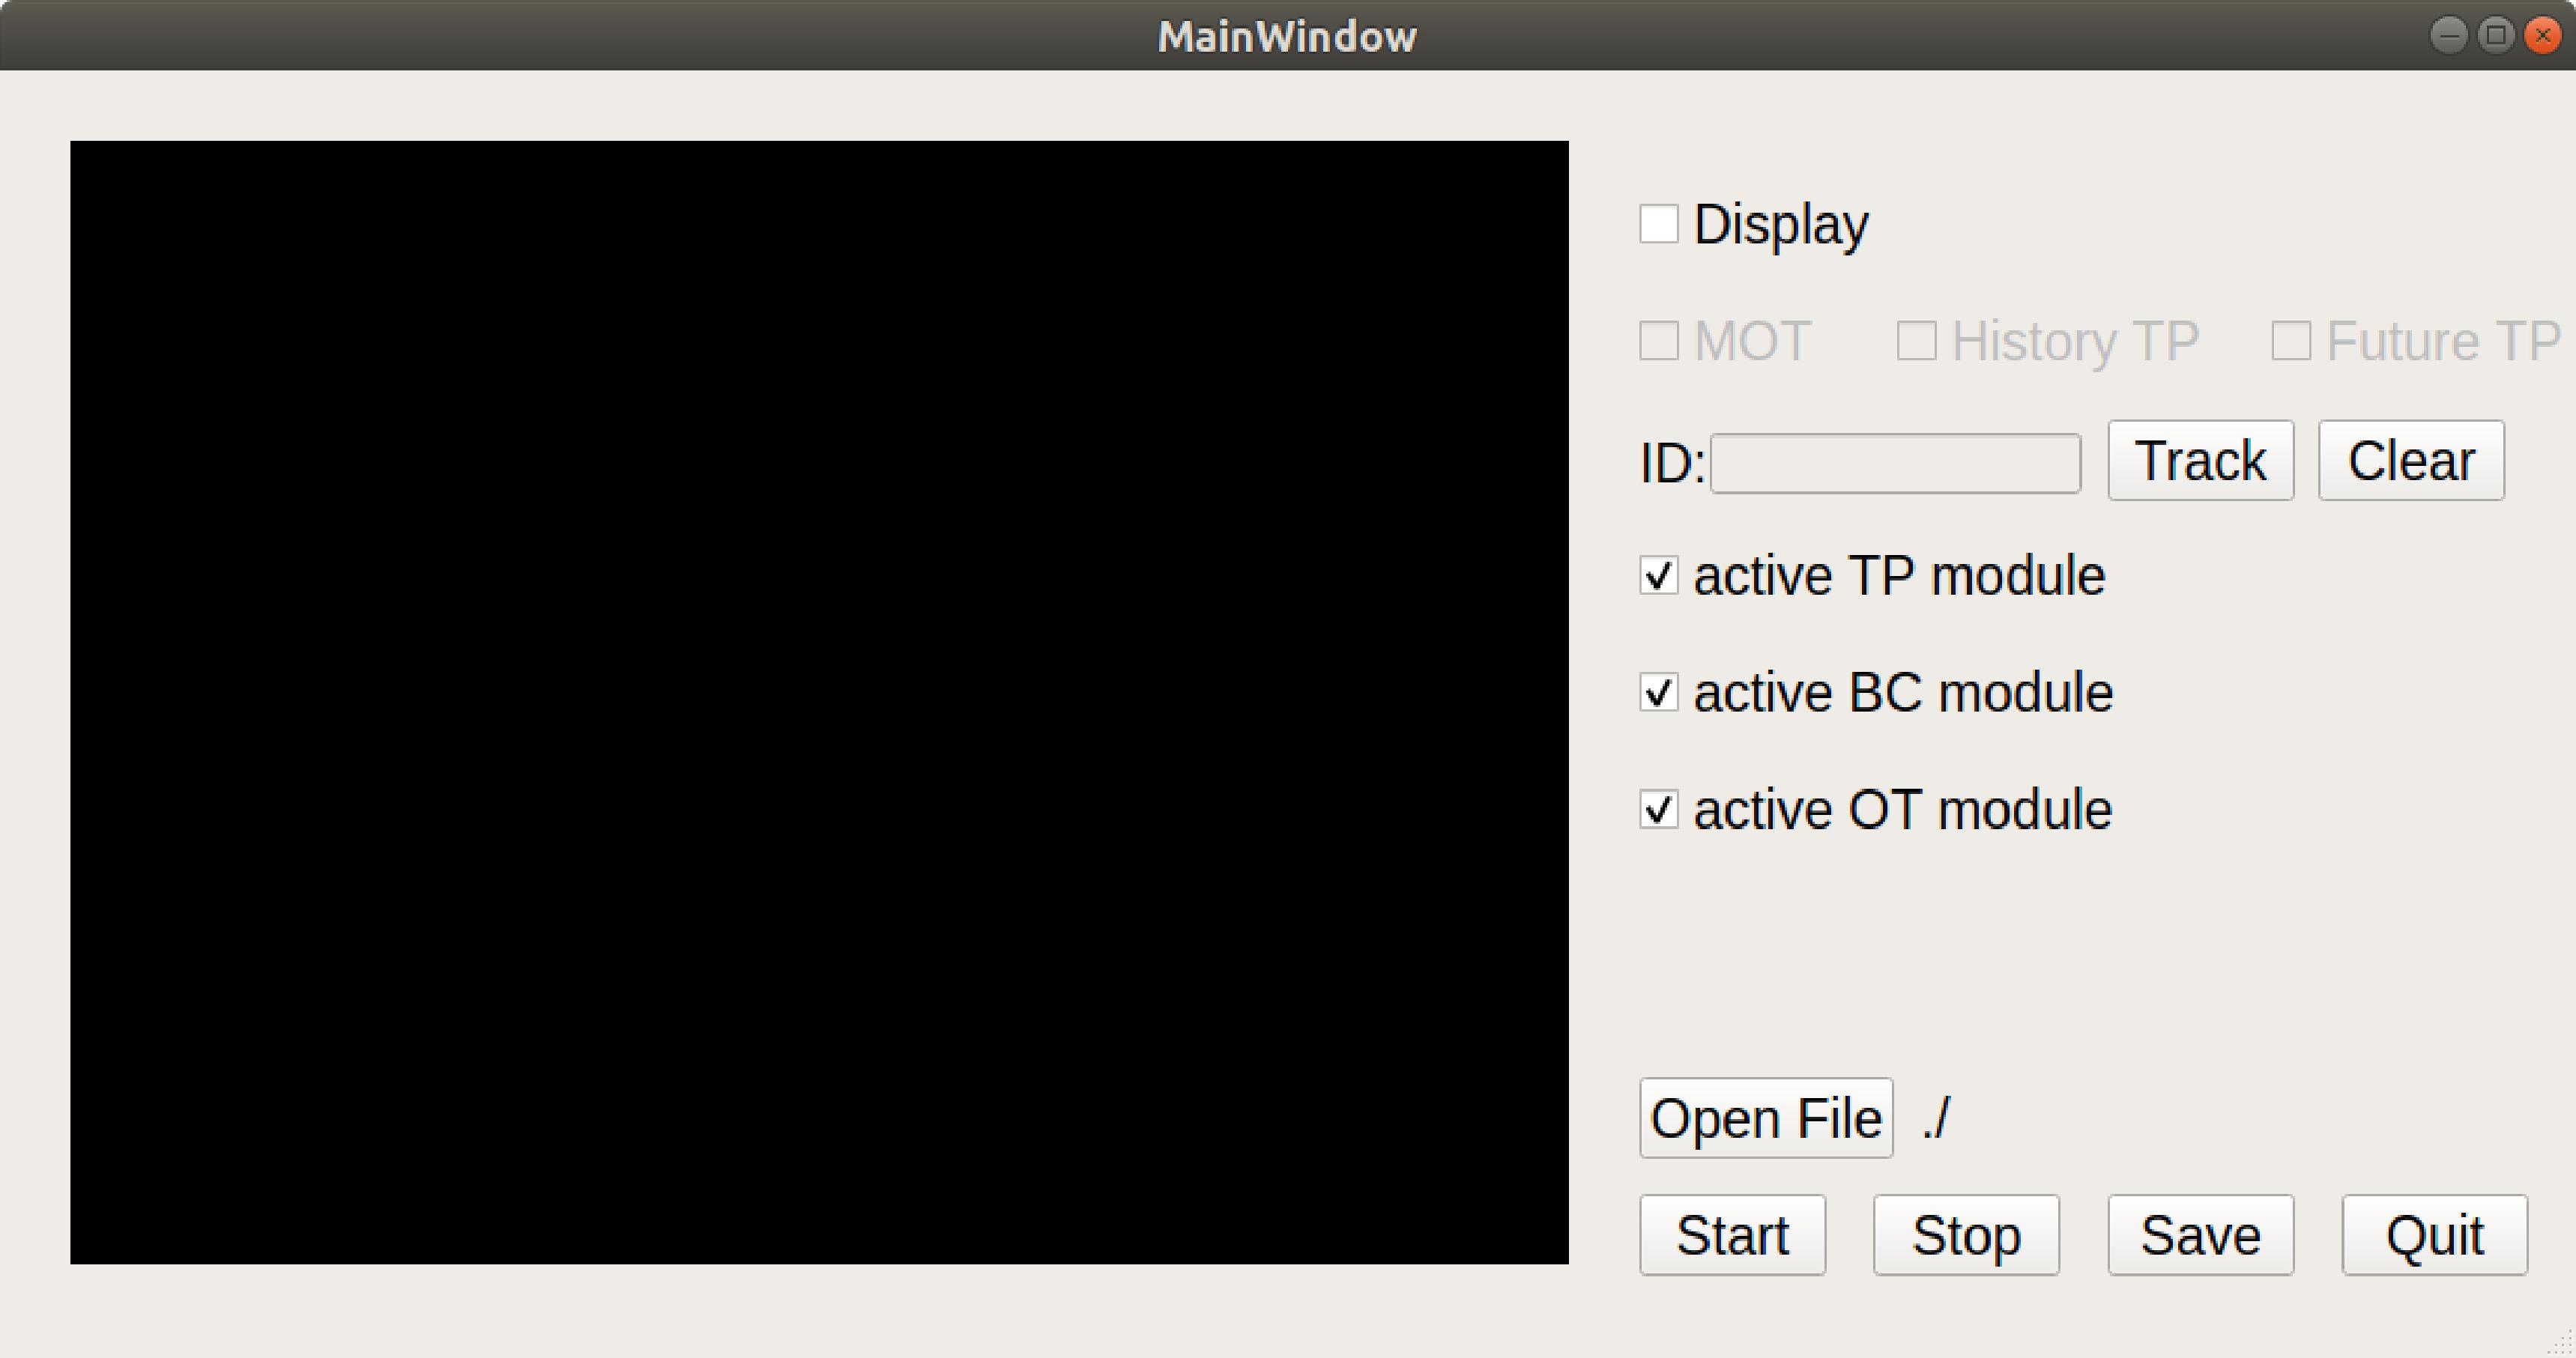 MainWindow
Display
MOT History TP Future TP
ID: Track Clear
active TP module
active BC module
active OT module
Open File ./
Start Stop Save Quit